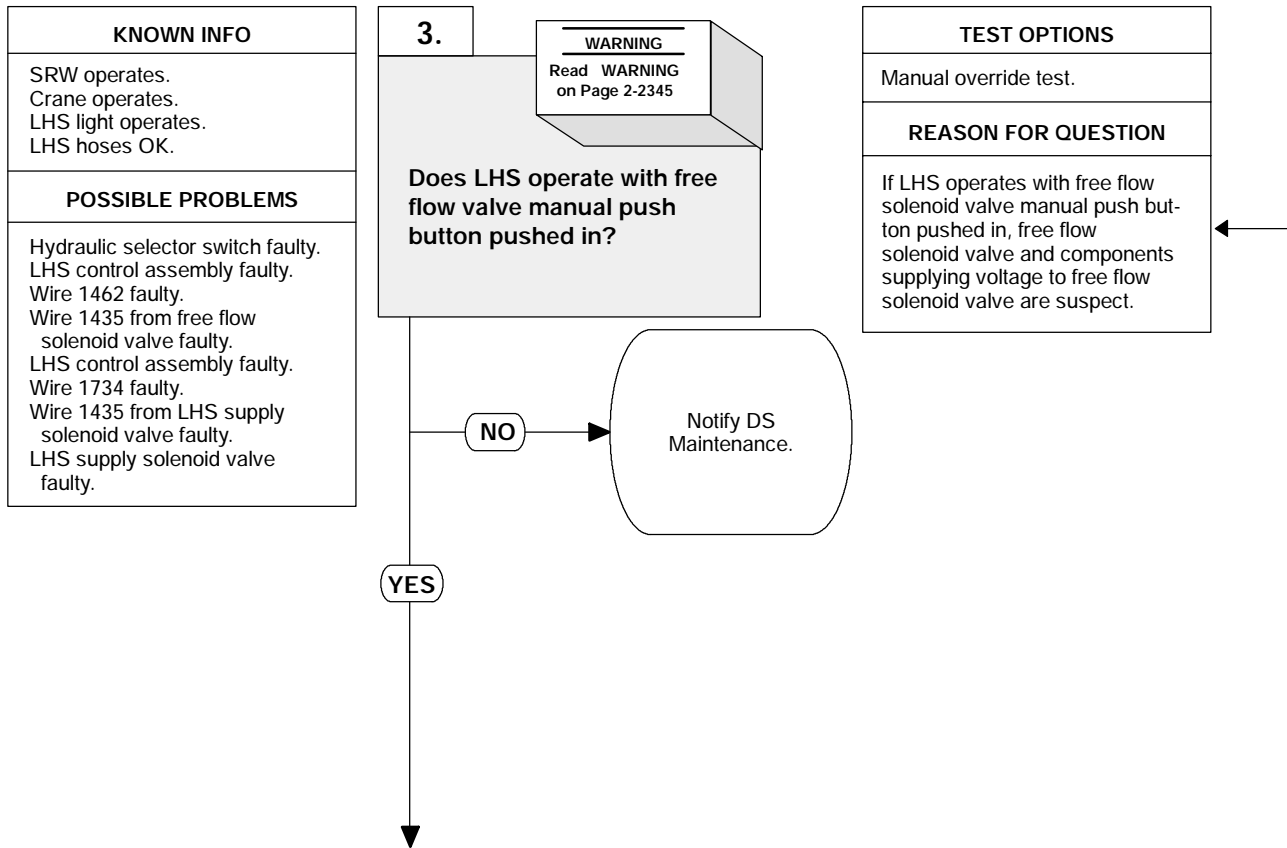 KNOWN INFO
SRW operates.
Crane operates.
LHS light operates.
LHS hoses OK.
POSSIBLE PROBLEMS
Hydraulic selector switch faulty.
LHS control assembly faulty.
Wire 1462 faulty.
Wire 1435 from free flow
solenoid valve faulty.
LHS control assembly faulty.
Wire 1734 faulty.
Wire 1435 from LHS supply
solenoid valve faulty.
LHS supply solenoid valve
faulty.
3.
WARNING
Read WARNING
on Page 2-2345
Does LHS operate with free
flow valve manual push
button pushed in?
NO
Notify DS
Maintenance.
YES
TEST OPTIONS
Manual override test.
REASON FOR QUESTION
If LHS operates with free flow
solenoid valve manual push but-
ton pushed in, free flow
solenoid valve and components
supplying voltage to free flow
solenoid valve are suspect.